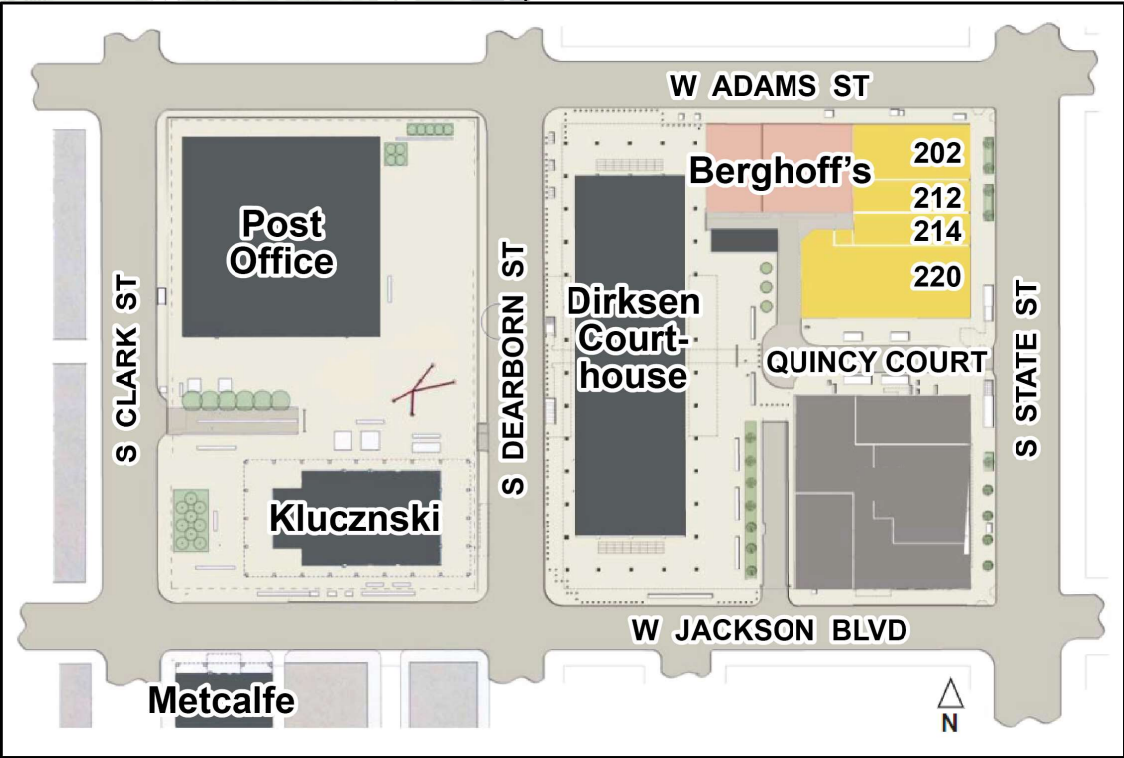 W ADAMS ST
Berghoff's
202
212
214
220
Post
Office
S CLARK ST
S DEARBORN ST
Dirksen
Court-
house
QUINCY COURT
S STATE ST
Klucznski
W JACKSON BLVD
Metcalfe
N